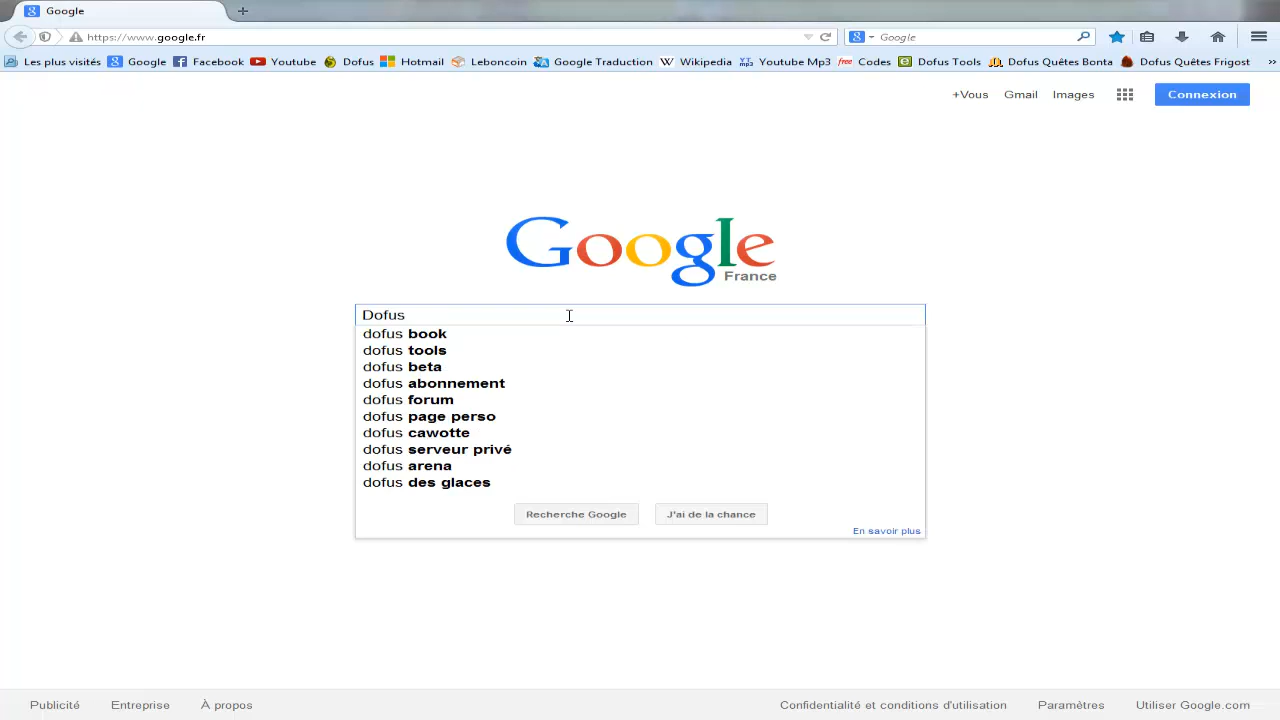 Google
https://www.google.fr
Google
Les plus visités Google Facebook Youtube Dofus Hotmail Leboncoin Google Traduction Wikipedia Youtube Mp3 Codes Dofus Tools Dofus Quêtes Bonta Dofus Quêtes Frigost
+Vous Gmail Images Connexion
Google
France
Dofus
dofus book
dofus tools
dofus beta
dofus abonnement
dofus forum
dofus page perso
dofus cawotte
dofus serveur privé
dofus arena
dofus des glaces
Recherche Google J'ai de la chance
En savoir plus
Publicité Entreprise À propos Confidentialité et conditions d'utilisation Paramètres Utiliser Google.com